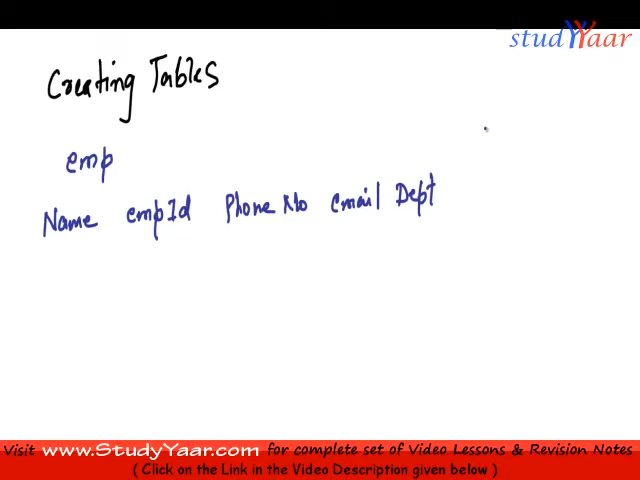 studYYaar
Creating Tables
emp
Name empId Phone No email Dept
Visit www.StudyYaar.com for complete set of Video Lessons & Revision Notes
( Click on the Link in the Video Description given below )